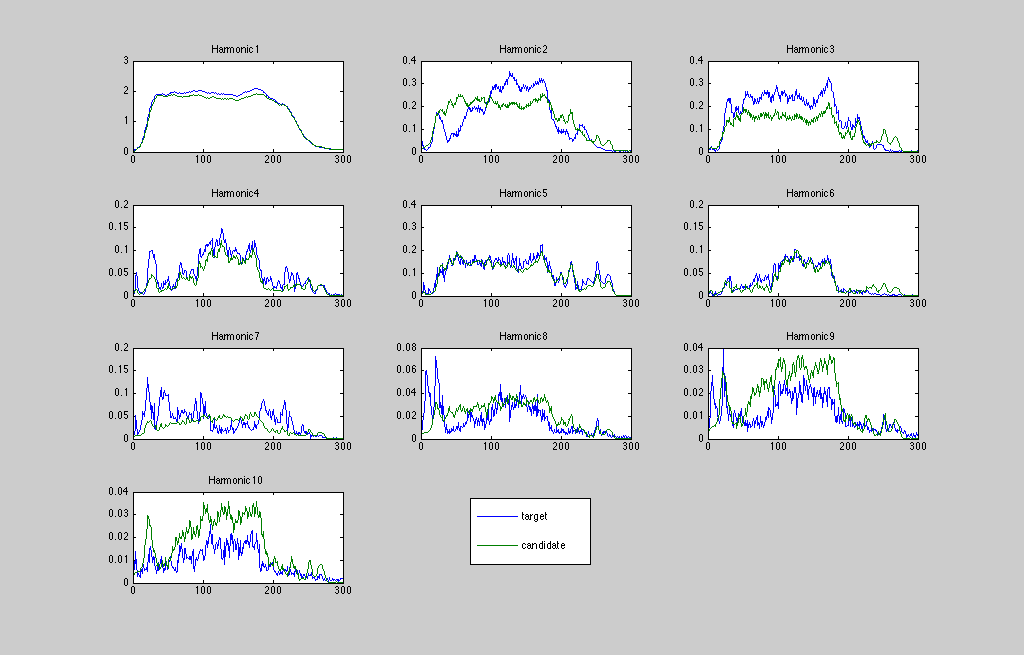 Harmonic1 Harmonic2 Harmonic3
3 0.4 0.4
2 0.3 0.3
0.2 0.2
1 0.1 0.1
0 0 0
0 100 200 300 0 100 200 300 0 100 200 300
Harmonic4 Harmonic5 Harmonic6
0.2 0.4 0.2
0.15 0.3 0.15
0.1 0.2 0.1
0.05 0.1 0.05
0 0 0
0 100 200 300 0 100 200 300 0 100 200 300
Harmonic7 Harmonic8 Harmonic9
0.2 0.08 0.04
0.15 0.06 0.03
0.1 0.04 0.02
0.05 0.02 0.01
0 0 0
0 100 200 300 0 100 200 300 0 100 200 300
Harmonic10
0.04
0.03
0.02
0.01
0
0 100 200 300
target
candidate